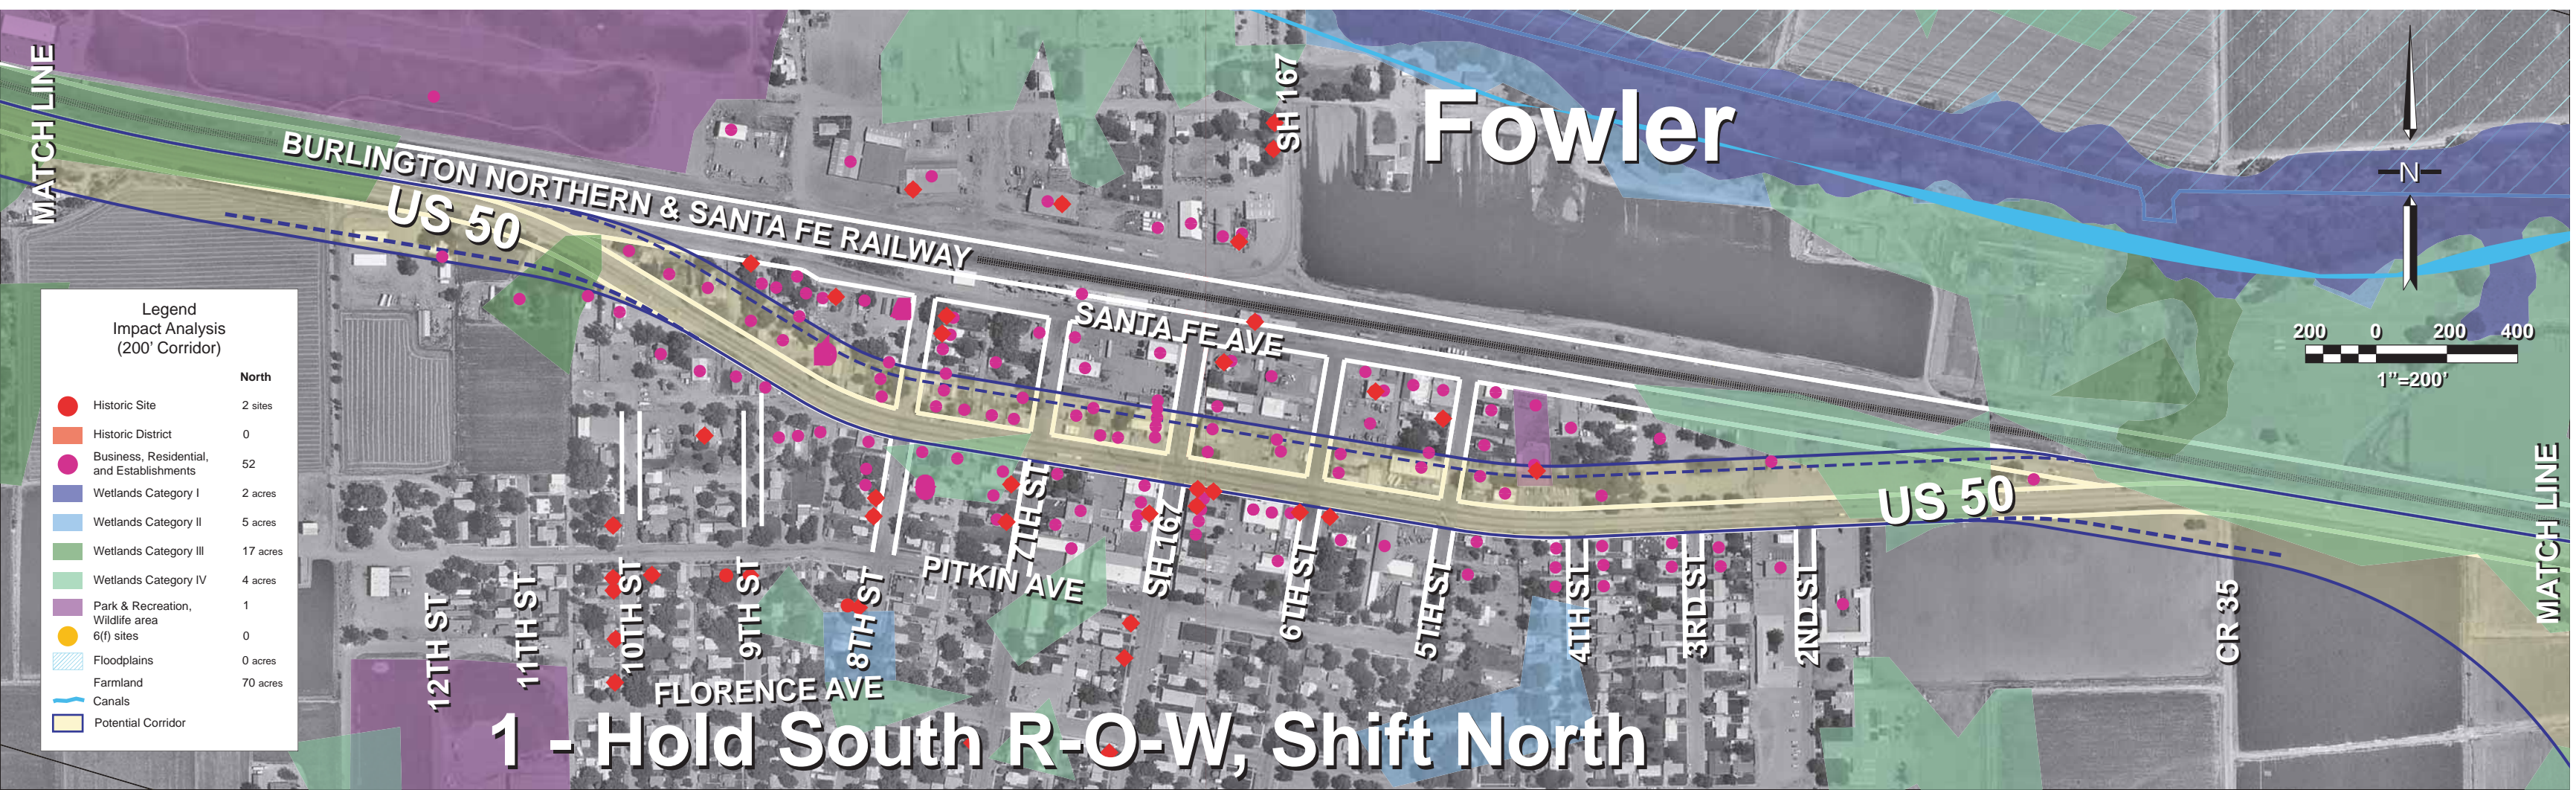 MATCH LINE
BURLINGTON NORTHERN & SANTA FE RAILWAY
US 50
SH 167
Fowler
N
SANTA FE AVE
200 0 200 400
1"=200'
Legend
Impact Analysis
(200' Corridor)
North
Historic Site 2 sites
Historic District 0
Business, Residential, and Establishments 52
Wetlands Category I 2 acres
Wetlands Category II 5 acres
Wetlands Category III 17 acres
Wetlands Category IV 4 acres
Park & Recreation, Wildlife area 1
6(f) sites 0
Floodplains 0 acres
Farmland 70 acres
Canals
Potential Corridor
12TH ST
11TH ST
10TH ST
9TH ST
8TH ST
7TH ST
PITKIN AVE
FLORENCE AVE
SH 167
6TH ST
5TH ST
4TH ST
3RD ST
2ND ST
US 50
CR 35
MATCH LINE
1 - Hold South R-O-W, Shift North